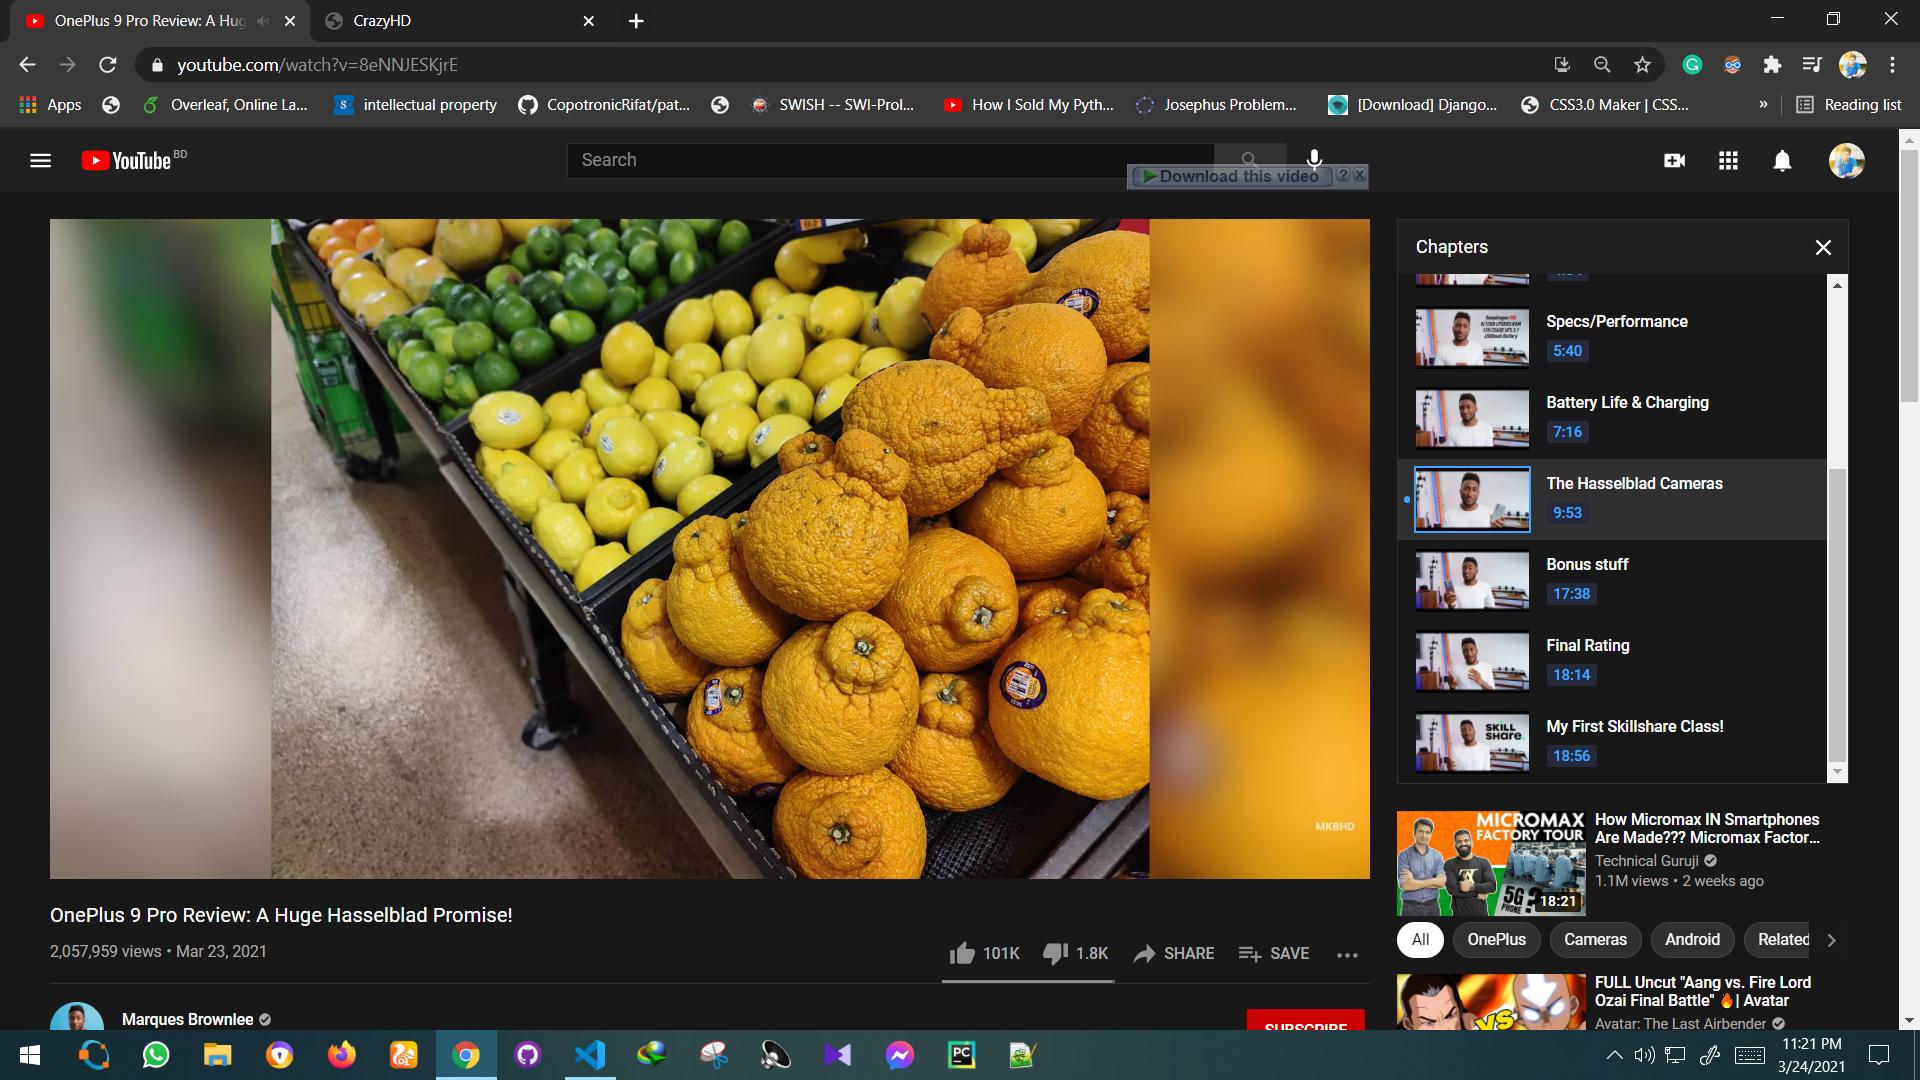 OnePlus 9 Pro Review: A Hug
CrazyHD
youtube.com/watch?v=8eNNJESKjrE
Apps
Overleaf, Online La...
intellectual property
CopotronicRifat/pat...
SWISH -- SWI-Prol...
How I Sold My Pyth...
Josephus Problem...
[Download] Django...
CSS3.0 Maker | CSS...
»
Reading list
YouTube BD
Search
Download this video
Chapters
Specs/Performance
5:40
Battery Life & Charging
7:16
The Hasselblad Cameras
9:53
Bonus stuff
17:38
Final Rating
18:14
SKILL
SHARE.
My First Skillshare Class!
18:56
MKBHD
OnePlus 9 Pro Review: A Huge Hasselblad Promise!
2,057,959 views • Mar 23, 2021
101K
1.8K
SHARE
SAVE
Marques Brownlee
SUBSCRIBE
MICROMAX
FACTORY TOUR
5G ?
PHONE
18:21
How Micromax IN Smartphones
Are Made??? Micromax Factor...
Technical Guruji
1.1M views • 2 weeks ago
All
OnePlus
Cameras
Android
Related
VS
FULL Uncut "Aang vs. Fire Lord
Ozai Final Battle" 🔥| Avatar
Avatar: The Last Airbender
PC
11:21 PM
3/24/2021